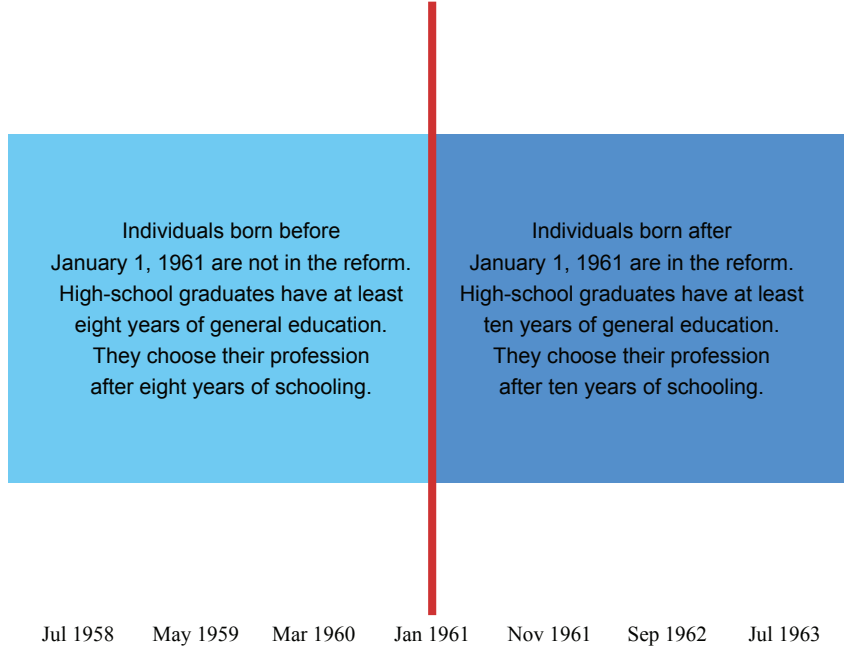 Individuals born before
January 1, 1961 are not in the reform.
High-school graduates have at least
eight years of general education.
They choose their profession
after eight years of schooling.
Individuals born after
January 1, 1961 are in the reform.
High-school graduates have at least
ten years of general education.
They choose their profession
after ten years of schooling.
Jul 1958 May 1959 Mar 1960 Jan 1961 Nov 1961 Sep 1962 Jul 1963